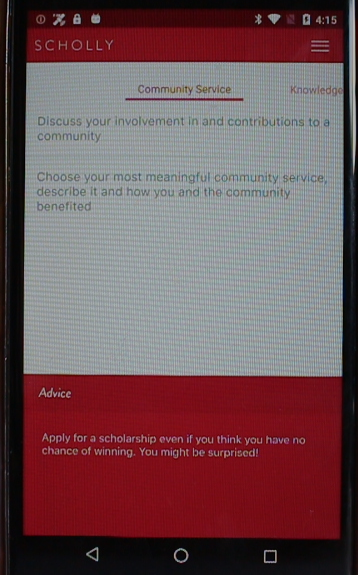 4:15
SCHOLLY
Community Service Knowledge
Discuss your involvement in and contributions to a
community
Choose your most meaningful community service,
describe it and how you and the community
benefited
Advice
Apply for a scholarship even if you think you have no
chance of winning. You might be surprised!